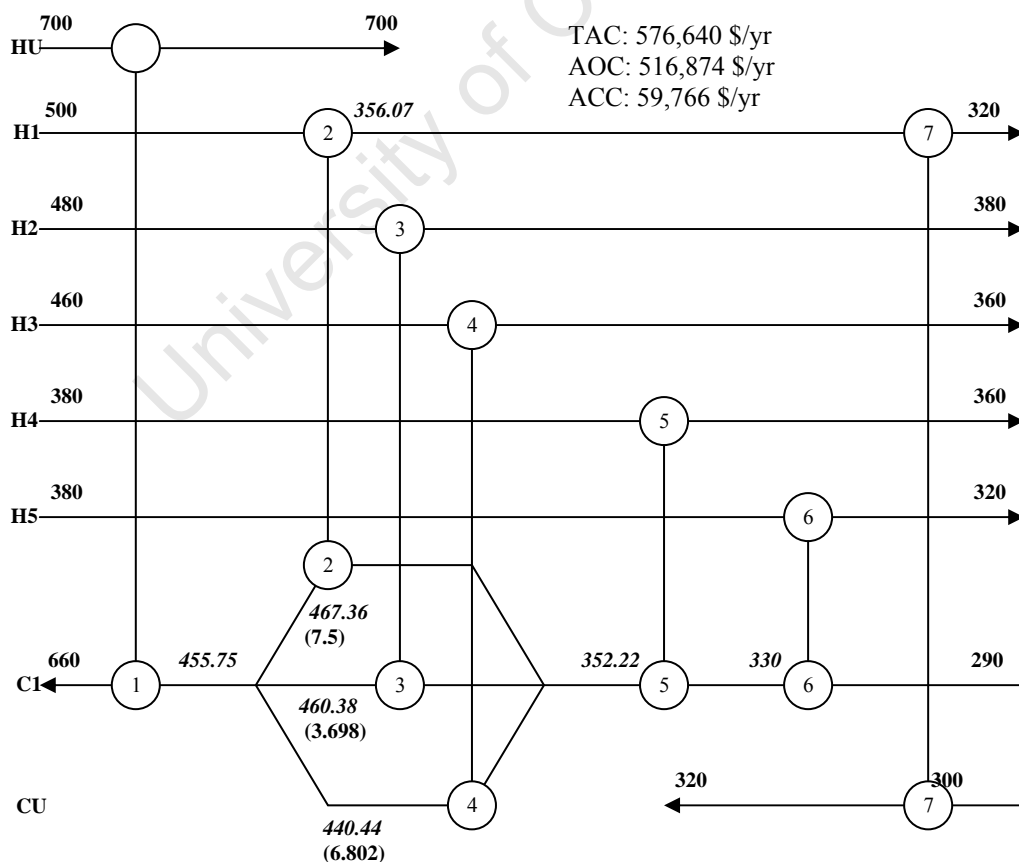 700 700
HU
TAC: 576,640 $/yr
AOC: 516,874 $/yr
ACC: 59,766 $/yr
500 356.07 320
H1 2 7
480 380
H2 3
460 360
H3 4
380 360
H4 5
380 320
H5 6
2
467.36
(7.5)
660 455.75 352.22 330 290
C1 1 3 5 6
460.38
(3.698)
320 300
CU 4 7
440.44
(6.802)
University of C